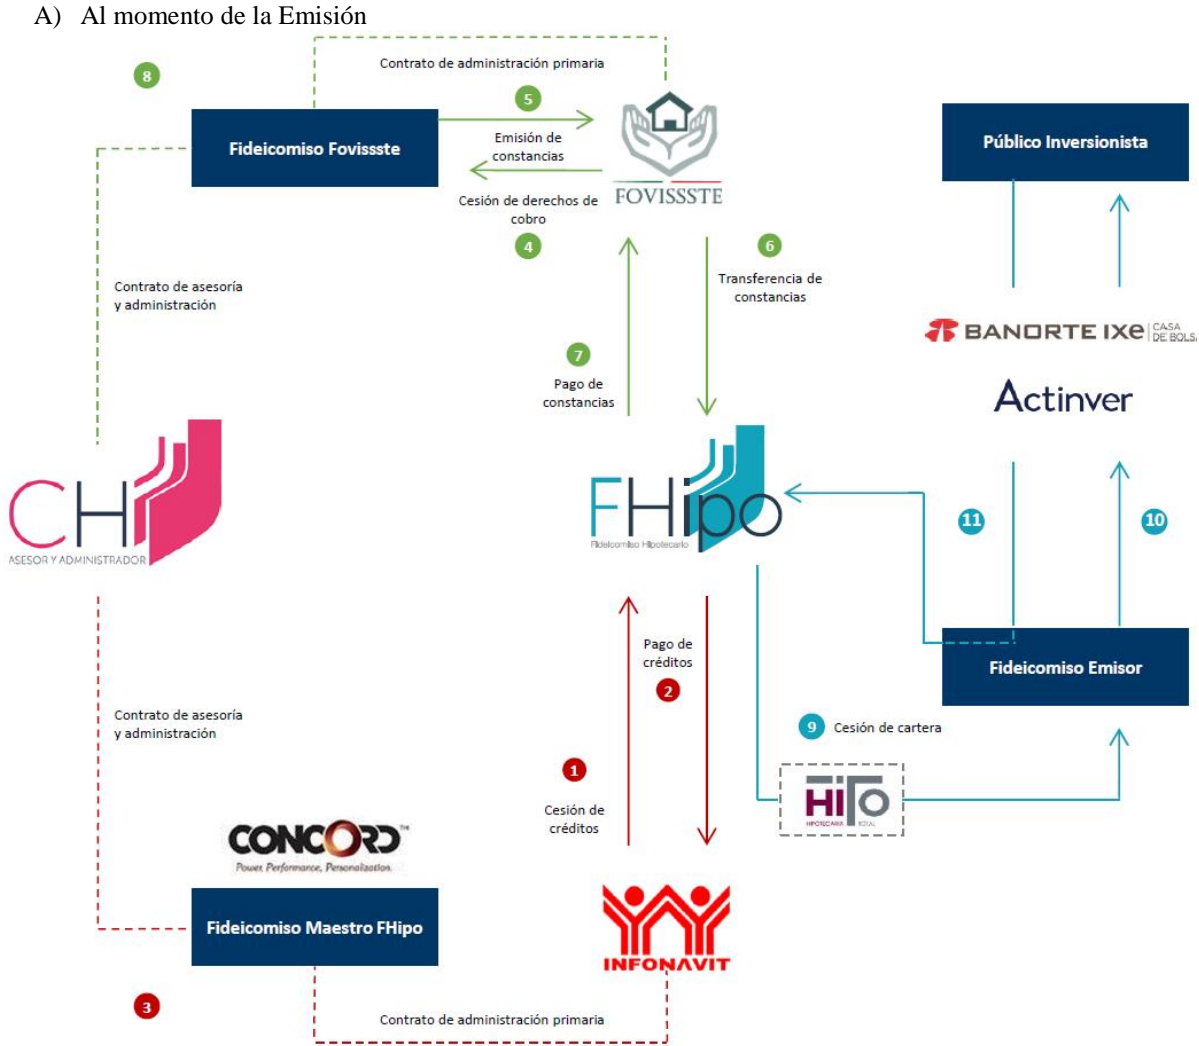 A) Al momento de la Emisión
Contrato de administración primaria
8
5
Fideicomiso Fovissste
Emisión de
constancias
FOVISSSTE
Cesión de derechos de
cobro
4
Público Inversionista
6
Transferencia de
constancias
Contrato de asesoría
y administración
BANORTE IXE CASA
DE BOLSA
7
Pago de
constancias
Actinver
CH
ASESOR Y ADMINISTRADOR
FHipo
Fideicomiso Hipotecario
11
10
Pago de
créditos
2
Fideicomiso Emisor
Contrato de asesoría
y administración
9 Cesión de cartera
1
Cesión de
créditos
HiTo
HIPOTECARIA TOTAL
CONCORD™
Power, Performance, Personalization.
Fideicomiso Maestro FHipo
INFONAVIT
3
Contrato de administración primaria